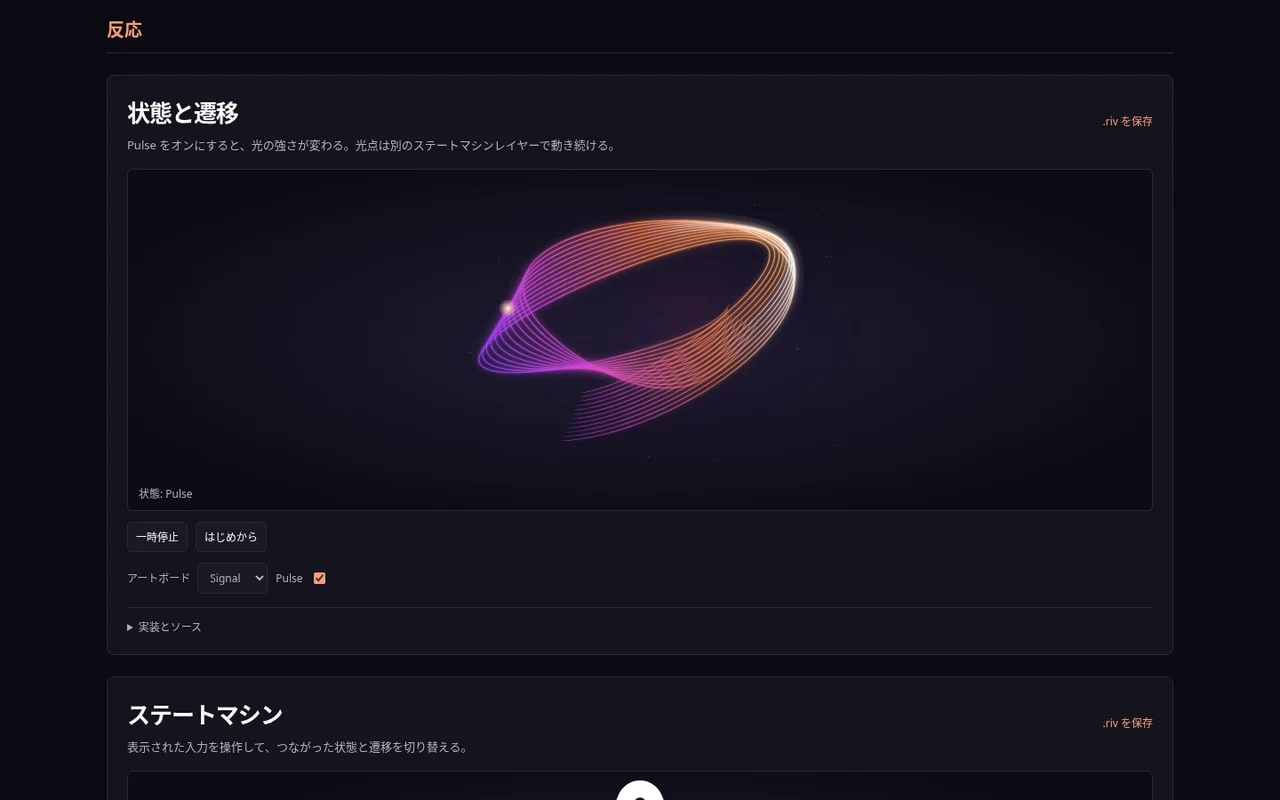 反応
状態と遷移
.riv を保存
Pulse をオンにすると、光の強さが変わる。光点は別のステートマシンレイヤーで動き続ける。
状態: Pulse
一時停止 はじめから
アートボード Signal Pulse
実装とソース
ステートマシン
.riv を保存
表示された入力を操作して、つながった状態と遷移を切り替える。